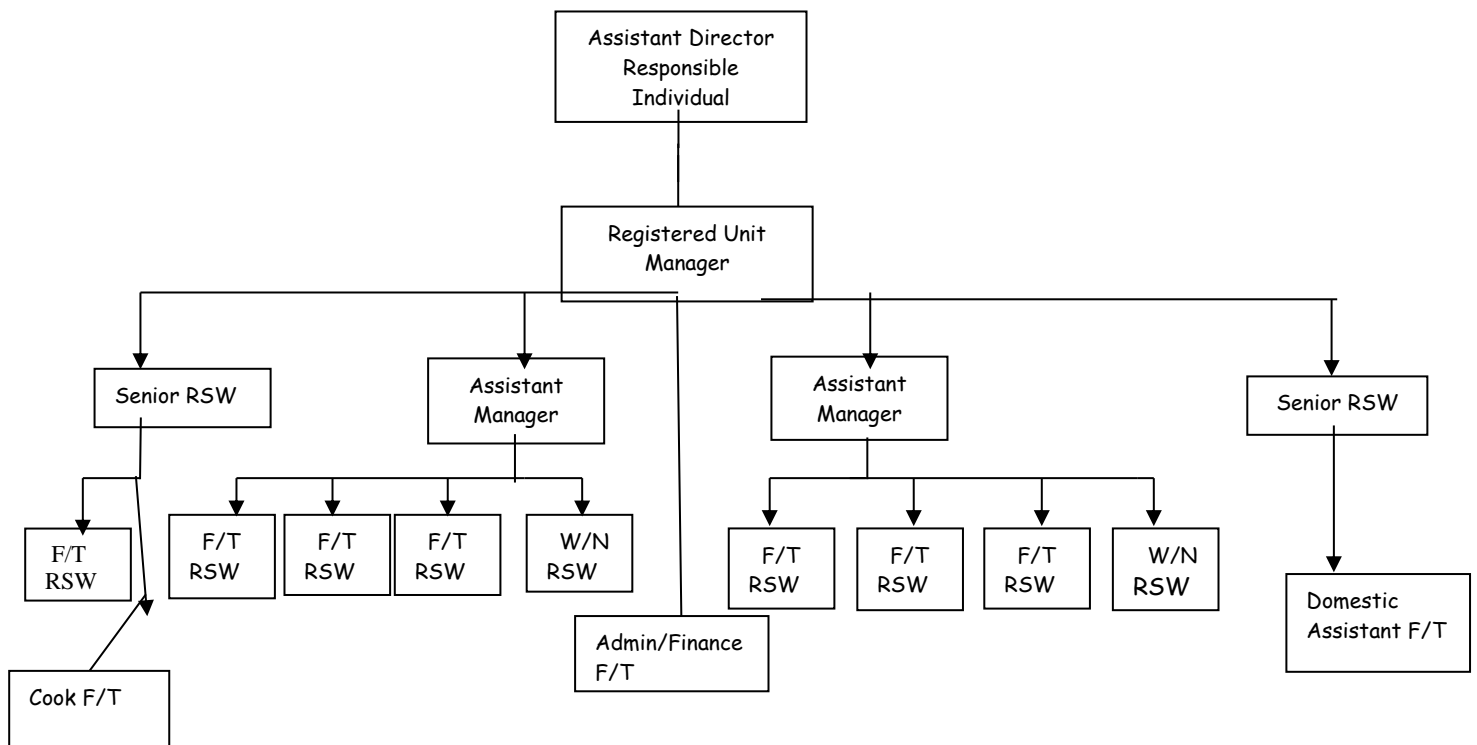 Assistant Director
Responsible
Individual
Registered Unit
Manager
Senior RSW
Assistant
Manager
Assistant
Manager
Senior RSW
F/T
RSW
F/T
RSW
F/T
RSW
F/T
RSW
W/N
RSW
F/T
RSW
F/T
RSW
F/T
RSW
W/N
RSW
Domestic
Assistant F/T
Admin/Finance
F/T
Cook F/T